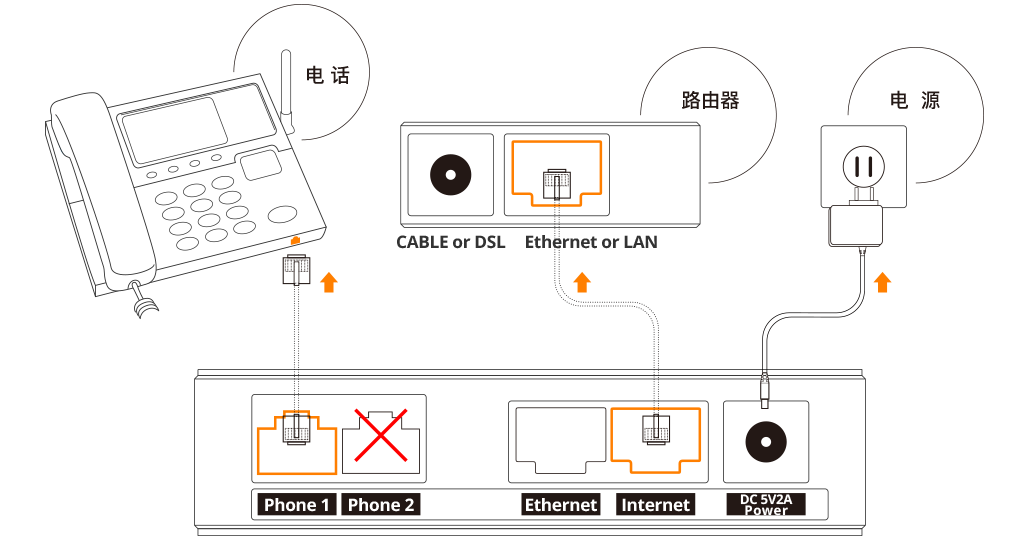 电 话
路由器
电 源
CABLE or DSL
Ethernet or LAN
Phone 1
Phone 2
Ethernet
Internet
DC 5V2A
Power